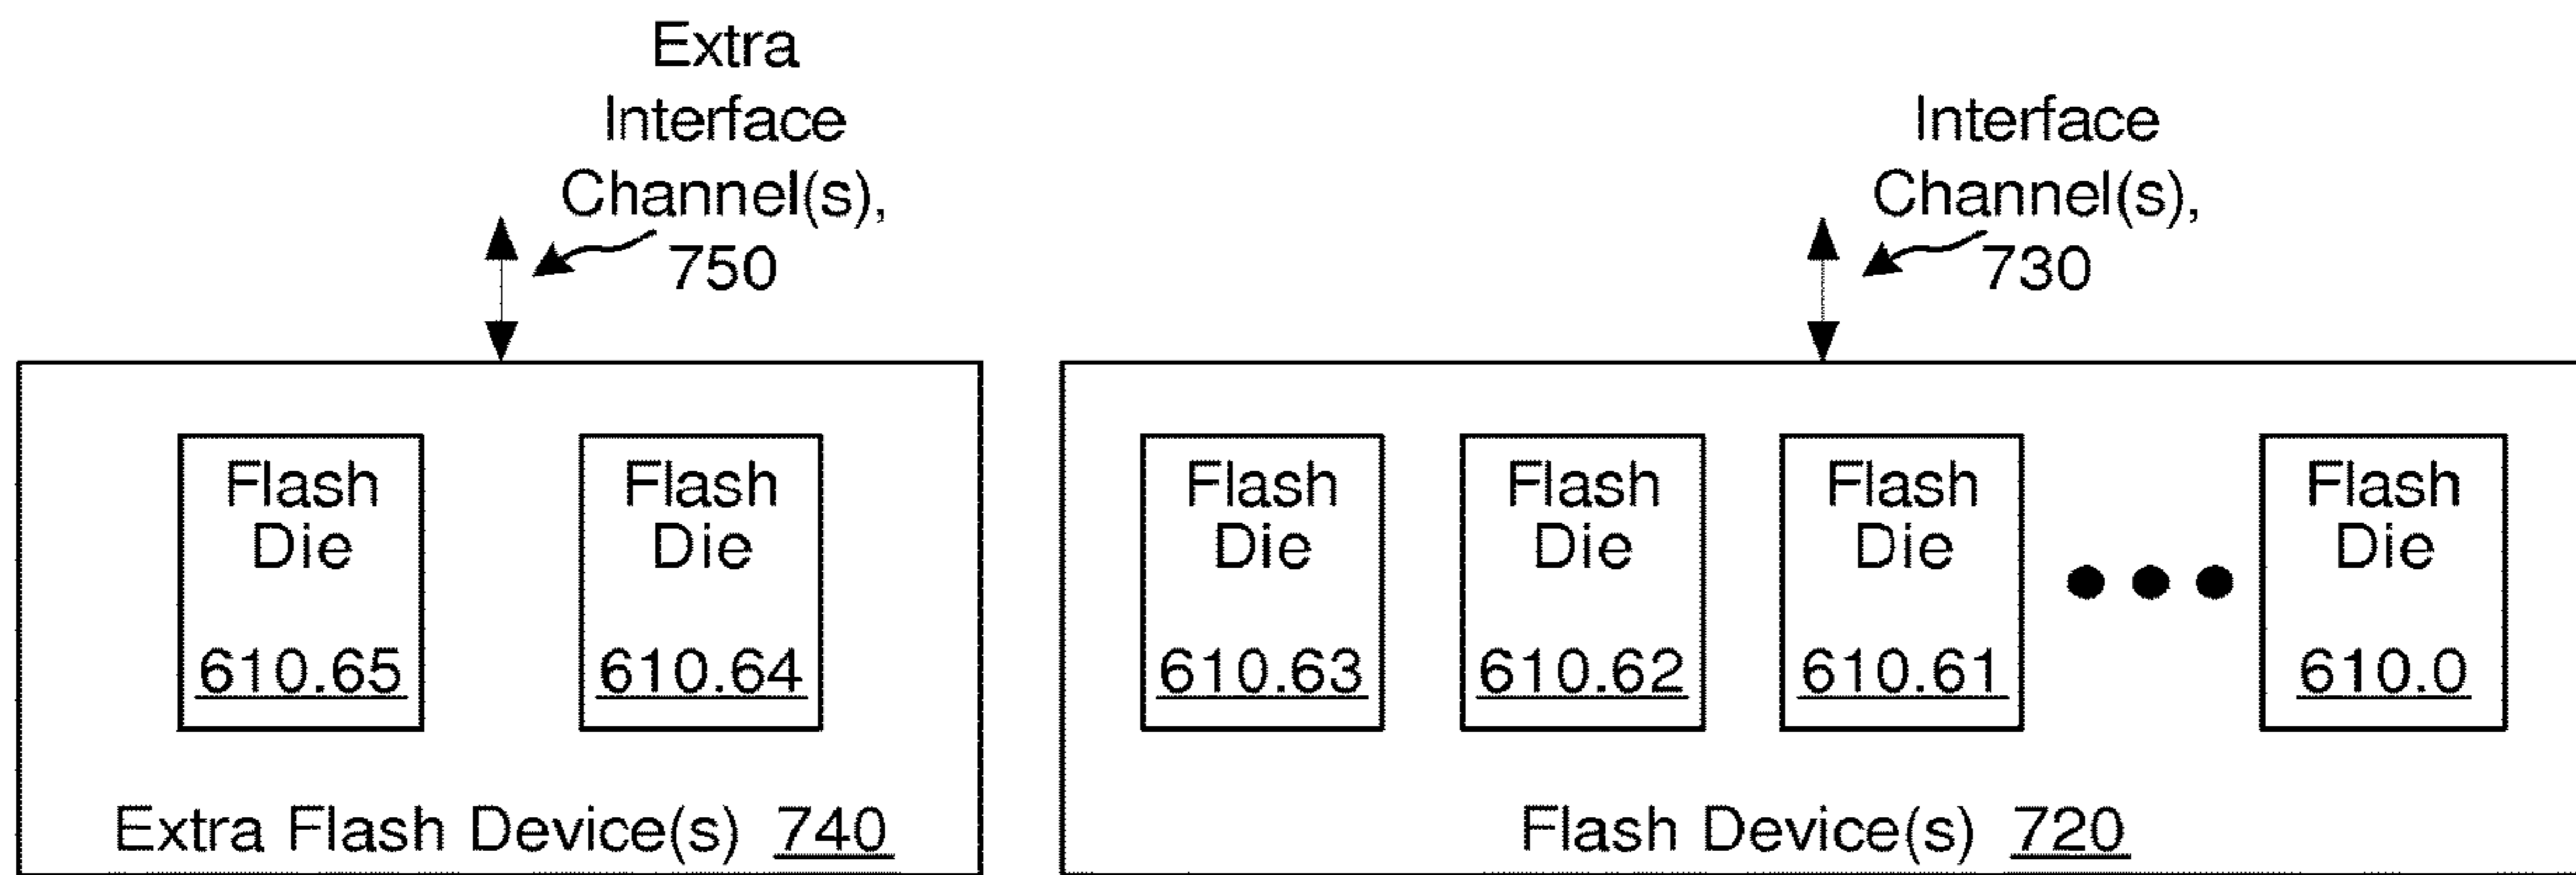 Extra
Interface
Channel(s),
750
Interface
Channel(s),
730
Flash
Die
610.65
Flash
Die
610.64
Extra Flash Device(s) 740
Flash
Die
610.63
Flash
Die
610.62
Flash
Die
610.61
Flash
Die
610.0
Flash Device(s) 720